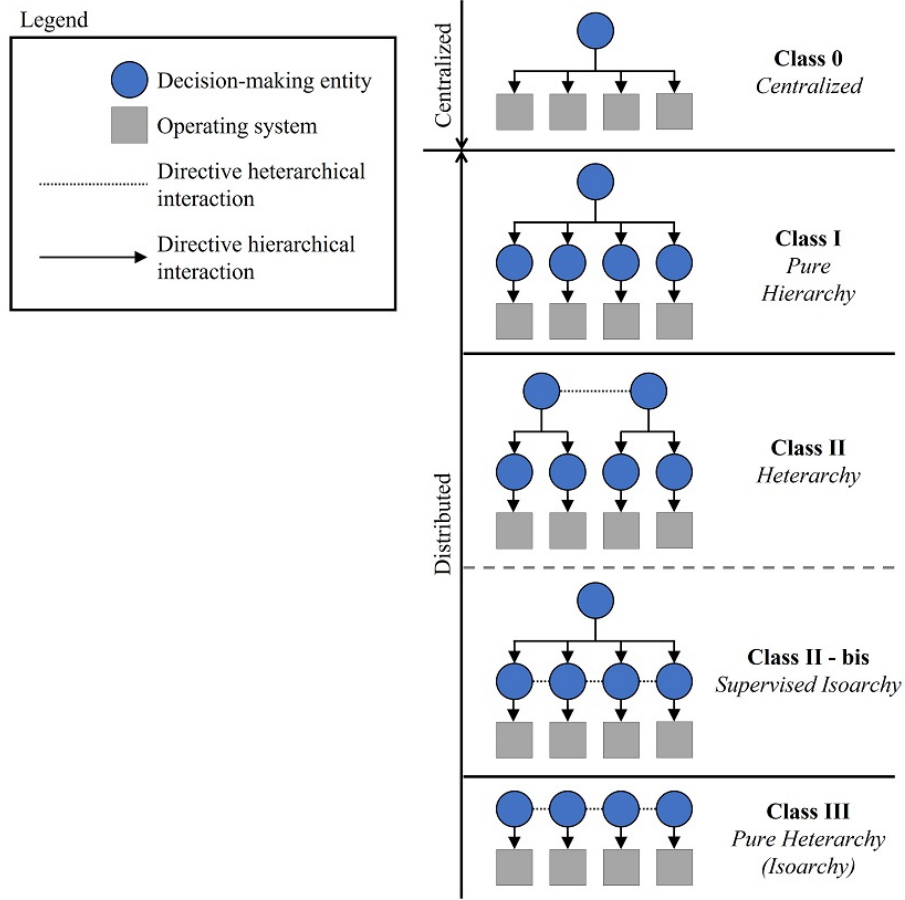 Legend
Decision-making entity
Operating system
Directive heterarchical
interaction
Directive hierarchical
interaction
Centralized
Class 0
Centralized
Distributed
Class I
Pure
Hierarchy
Class II
Heterarchy
Class II - bis
Supervised Isoarchy
Class III
Pure Heterarchy
(Isoarchy)